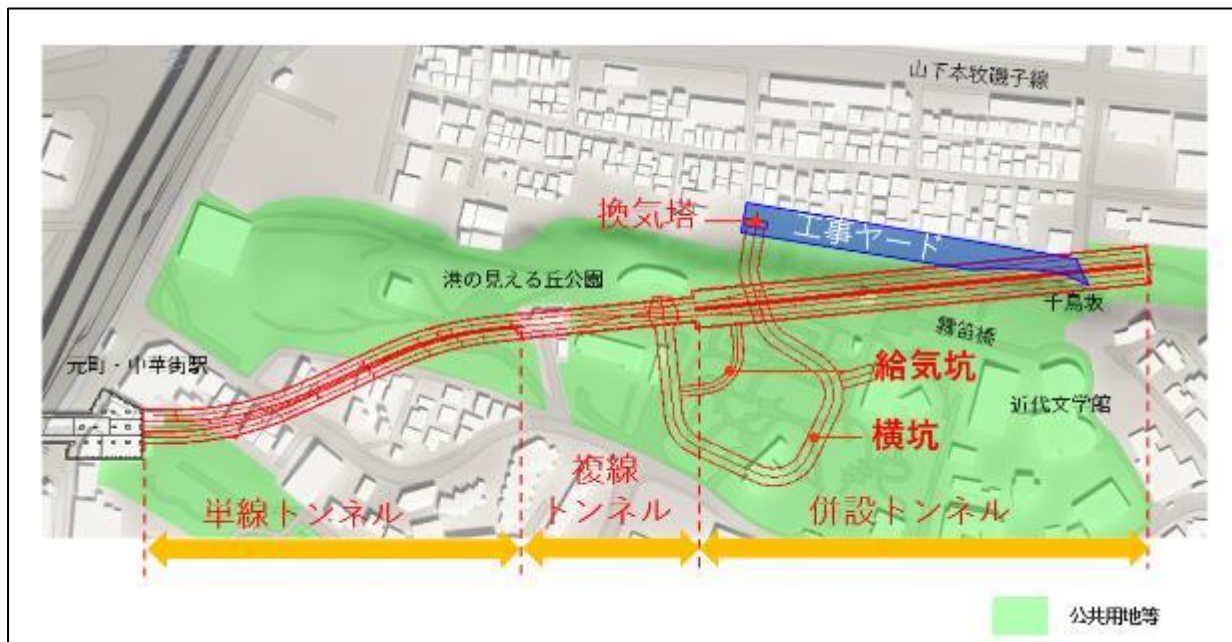 山下本牧磯子線
換気塔
工事ヤード
港の見える丘公園
千鳥坂
霧笛橋
元町・中華街駅
給気坑
近代文学館
横坑
単線トンネル
複線
トンネル
併設トンネル
公共用地等